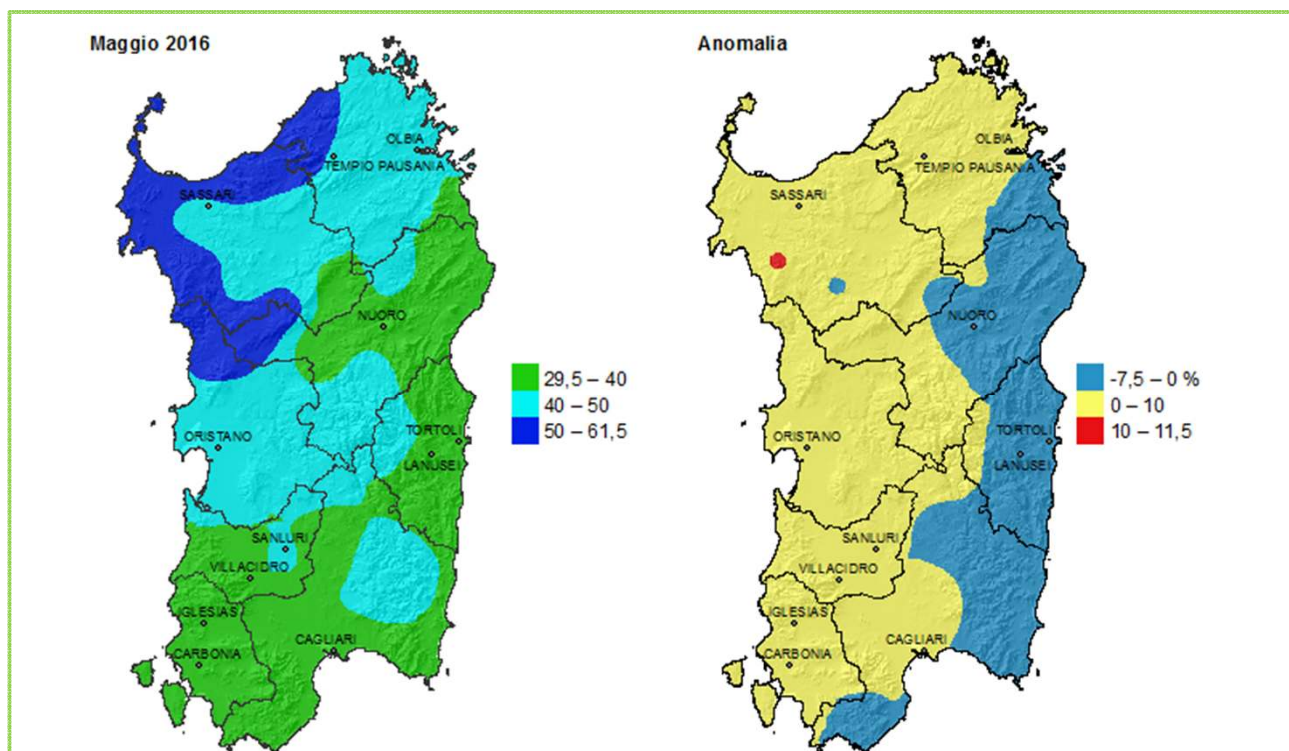 Maggio 2016
OLBIA
TEMPIO PAUSANIA
SASSARI
NUORO
ORISTANO
TORTOLI
LANUSEI
SANLURI
VILLACIDRO
IGLESIAS
CAGLIARI
CARBONIA
29,5 – 40
40 – 50
50 – 61,5
Anomalia
OLBIA
TEMPIO PAUSANIA
SASSARI
NUORO
ORISTANO
TORTOLI
LANUSEI
SANLURI
VILLACIDRO
IGLESIAS
CAGLIARI
CARBONIA
-7,5 – 0 %
0 – 10
10 – 11,5